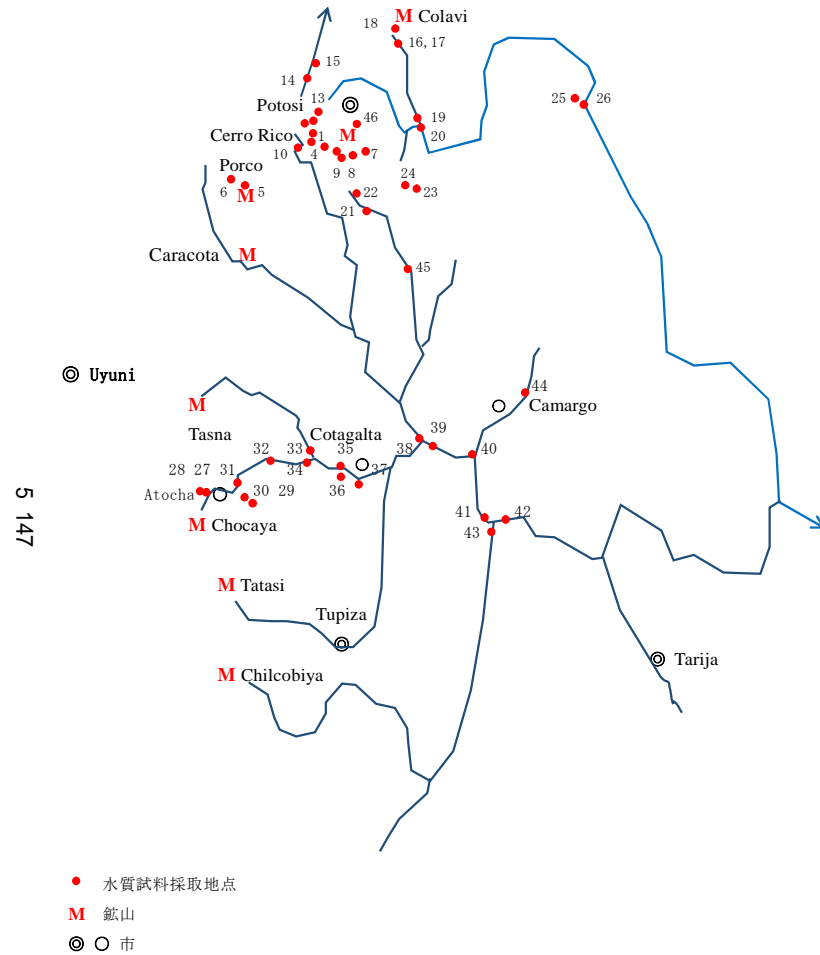 M Colavi
18
16, 17
15
14
13
Potosi
46
M
19
20
25
26
Cerro Rico
1
10
4
7
9
8
Porco
6
M
5
24
23
22
21
Caracota
M
45
Uyuni
M
Tasna
44
Camargo
Cotagalta
39
32
33
35
38
40
28
27
31
34
37
Atocha
30
29
36
M Chocaya
41
42
43
5 147
M Tatasi
Tupiza
Tarija
M Chilcobiya
水質試料採取地点
M 鉱山
市